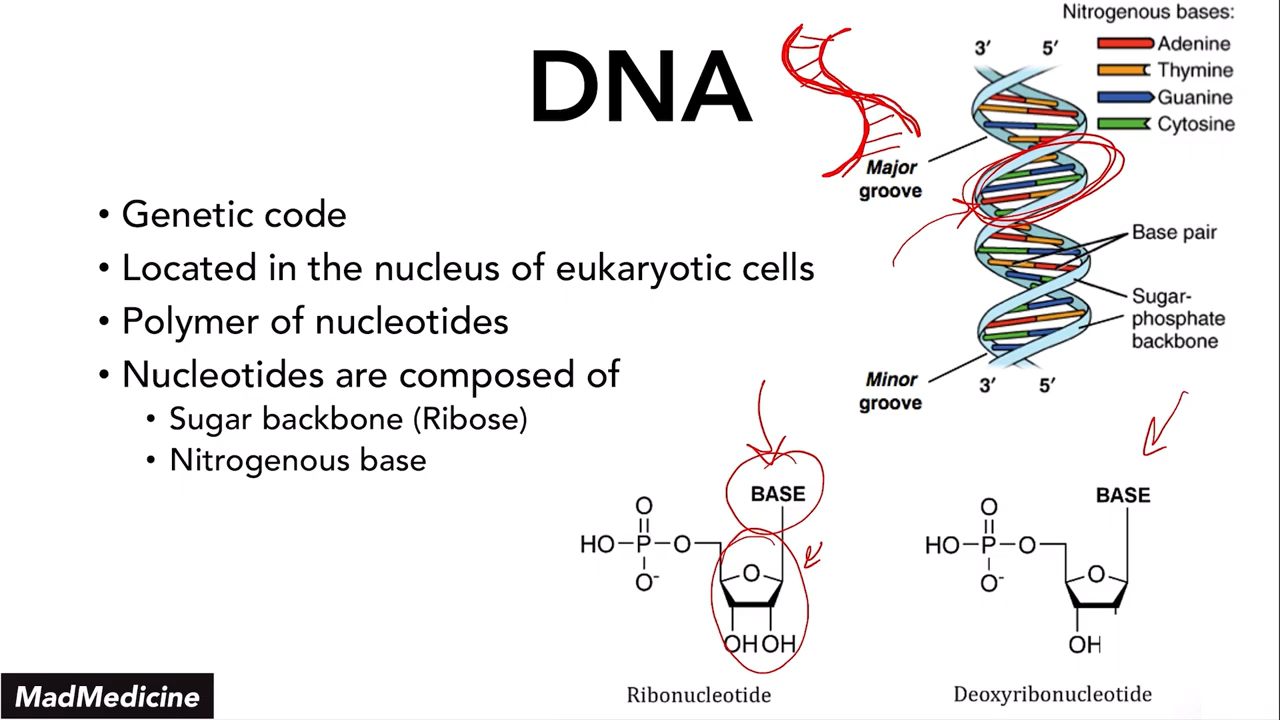 DNA
• Genetic code
• Located in the nucleus of eukaryotic cells
• Polymer of nucleotides
• Nucleotides are composed of
• Sugar backbone (Ribose)
• Nitrogenous base
Nitrogenous bases:
3′ 5′
Adenine
Thymine
Guanine
Cytosine
Major
groove
Base pair
Sugar-
phosphate
backbone
Minor
groove
3′ 5′
BASE
O
HO P O
O⁻
O
OH OH
Ribonucleotide
BASE
O
HO P O
O⁻
O
OH
Deoxyribonucleotide
MadMedicine